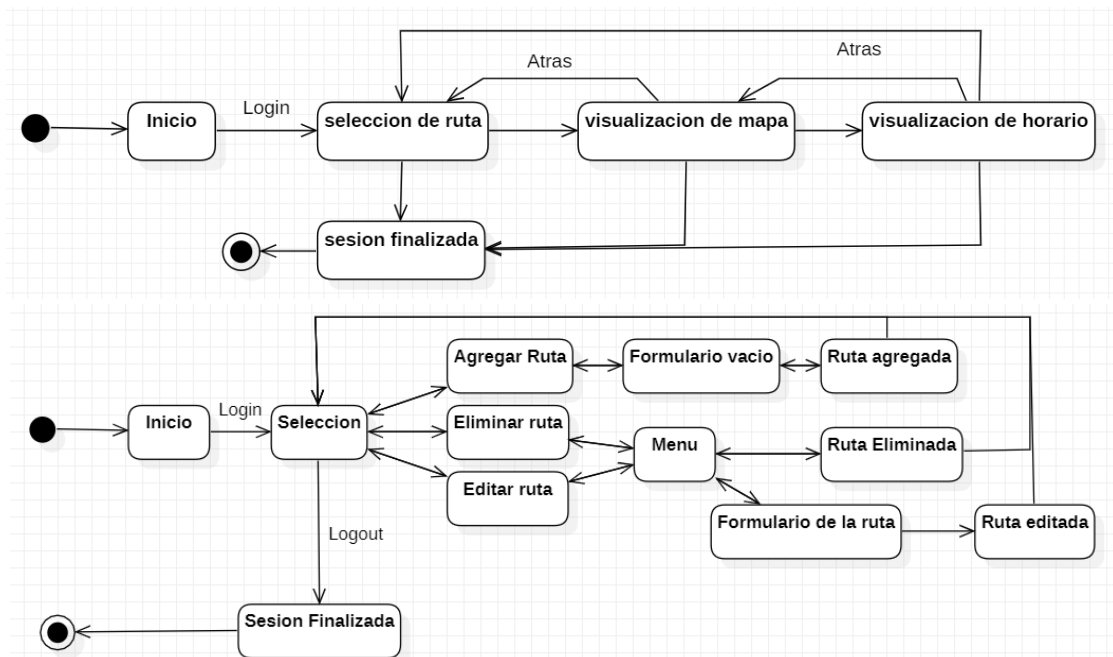 Atras
Atras
Inicio
Login
seleccion de ruta
visualizacion de mapa
visualizacion de horario
sesion finalizada
Agregar Ruta
Formulario vacio
Ruta agregada
Inicio
Login
Seleccion
Eliminar ruta
Menu
Ruta Eliminada
Editar ruta
Formulario de la ruta
Ruta editada
Logout
Sesion Finalizada